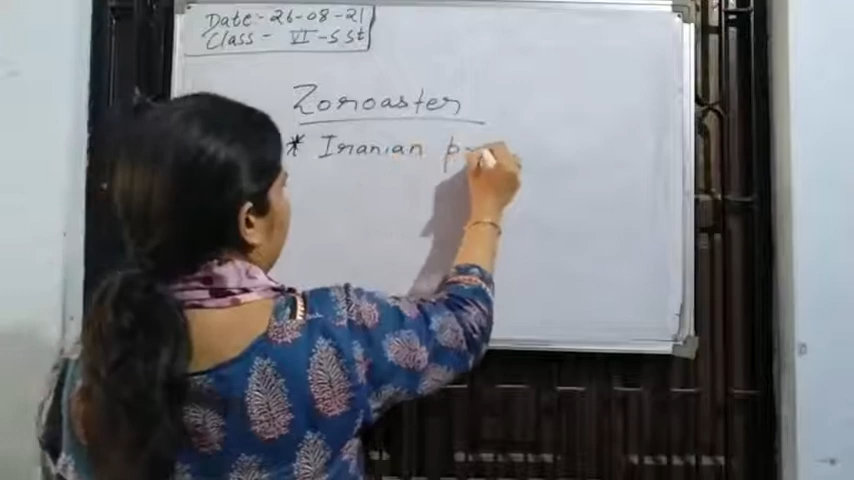 Date:- 26-08-21
Class - VI - SSt
Zoroaster
* Iranian